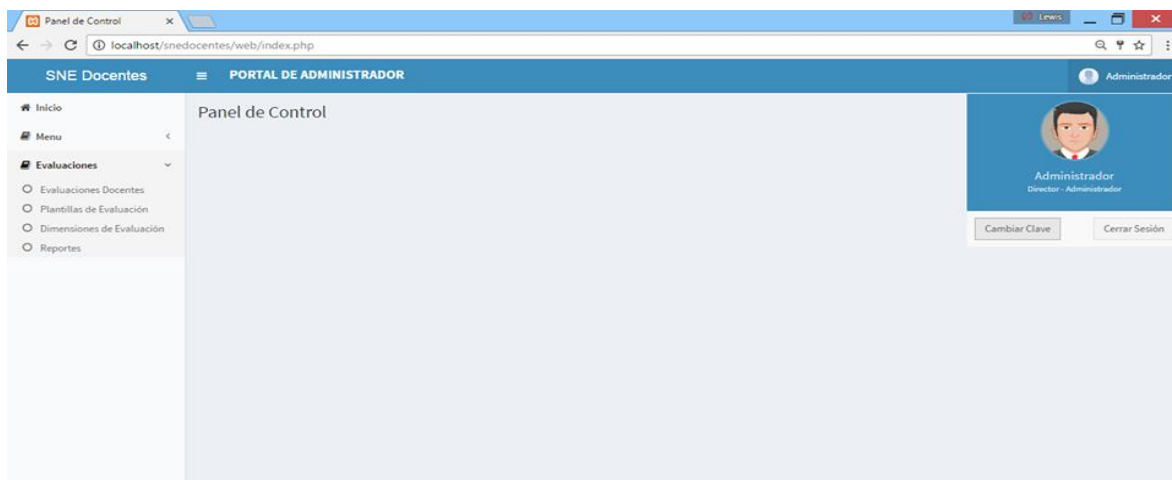 Panel de Control
Lewis
localhost/snedocentes/web/index.php
SNE Docentes
PORTAL DE ADMINISTRADOR
Administrador
Inicio
Menu
Evaluaciones
Evaluaciones Docentes
Plantillas de Evaluación
Dimensiones de Evaluación
Reportes
Panel de Control
Administrador
Director - Administrador
Cambiar Clave
Cerrar Sesión